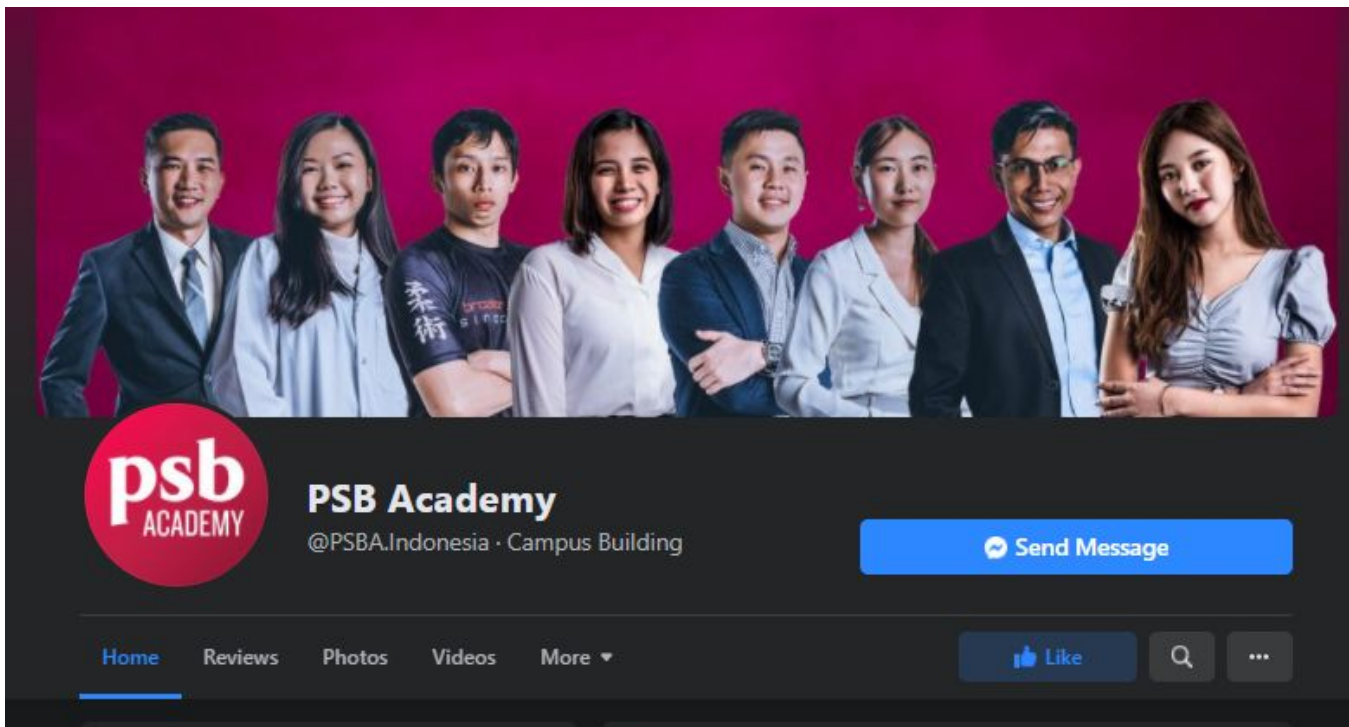 柔術
psb
ACADEMY
PSB Academy
@PSBA.Indonesia · Campus Building
Send Message
Home Reviews Photos Videos More
Like